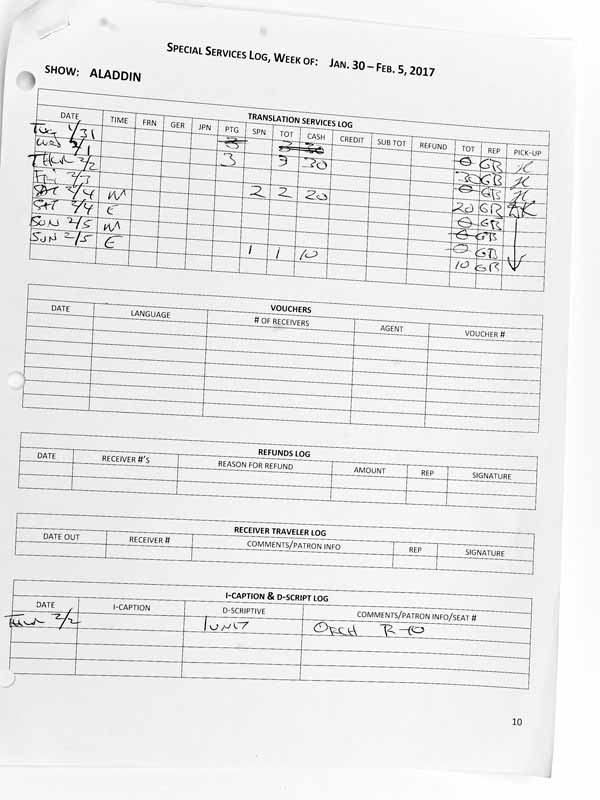 SPECIAL SERVICES LOG, WEEK OF: JAN. 30 – FEB. 5, 2017
SHOW: ALADDIN
TRANSLATION SERVICES LOG
DATE TIME FRN GER JPN PTG SPN TOT CASH CREDIT SUB TOT REFUND TOT REP PICK-UP
Tues 1/31 3 3 30 0 GB
Wed 2/1 3 3 30 30 GB
THUR 2/2 0 GB
Fri 2/3 2 2 20 20 GB
SAT 2/4 M 0 GB
SAT 2/4 E 0 GB
SUN 2/5 M 1 1 10 10 GB
SUN 2/5 E
VOUCHERS
DATE LANGUAGE # OF RECEIVERS AGENT VOUCHER #
REFUNDS LOG
DATE RECEIVER #'S REASON FOR REFUND AMOUNT REP SIGNATURE
RECEIVER TRAVELER LOG
DATE OUT RECEIVER # COMMENTS/PATRON INFO REP SIGNATURE
I-CAPTION & D-SCRIPT LOG
DATE I-CAPTION D-SCRIPTIVE COMMENTS/PATRON INFO/SEAT #
THUR 2/2 1 UNIT ORCH R-10
10